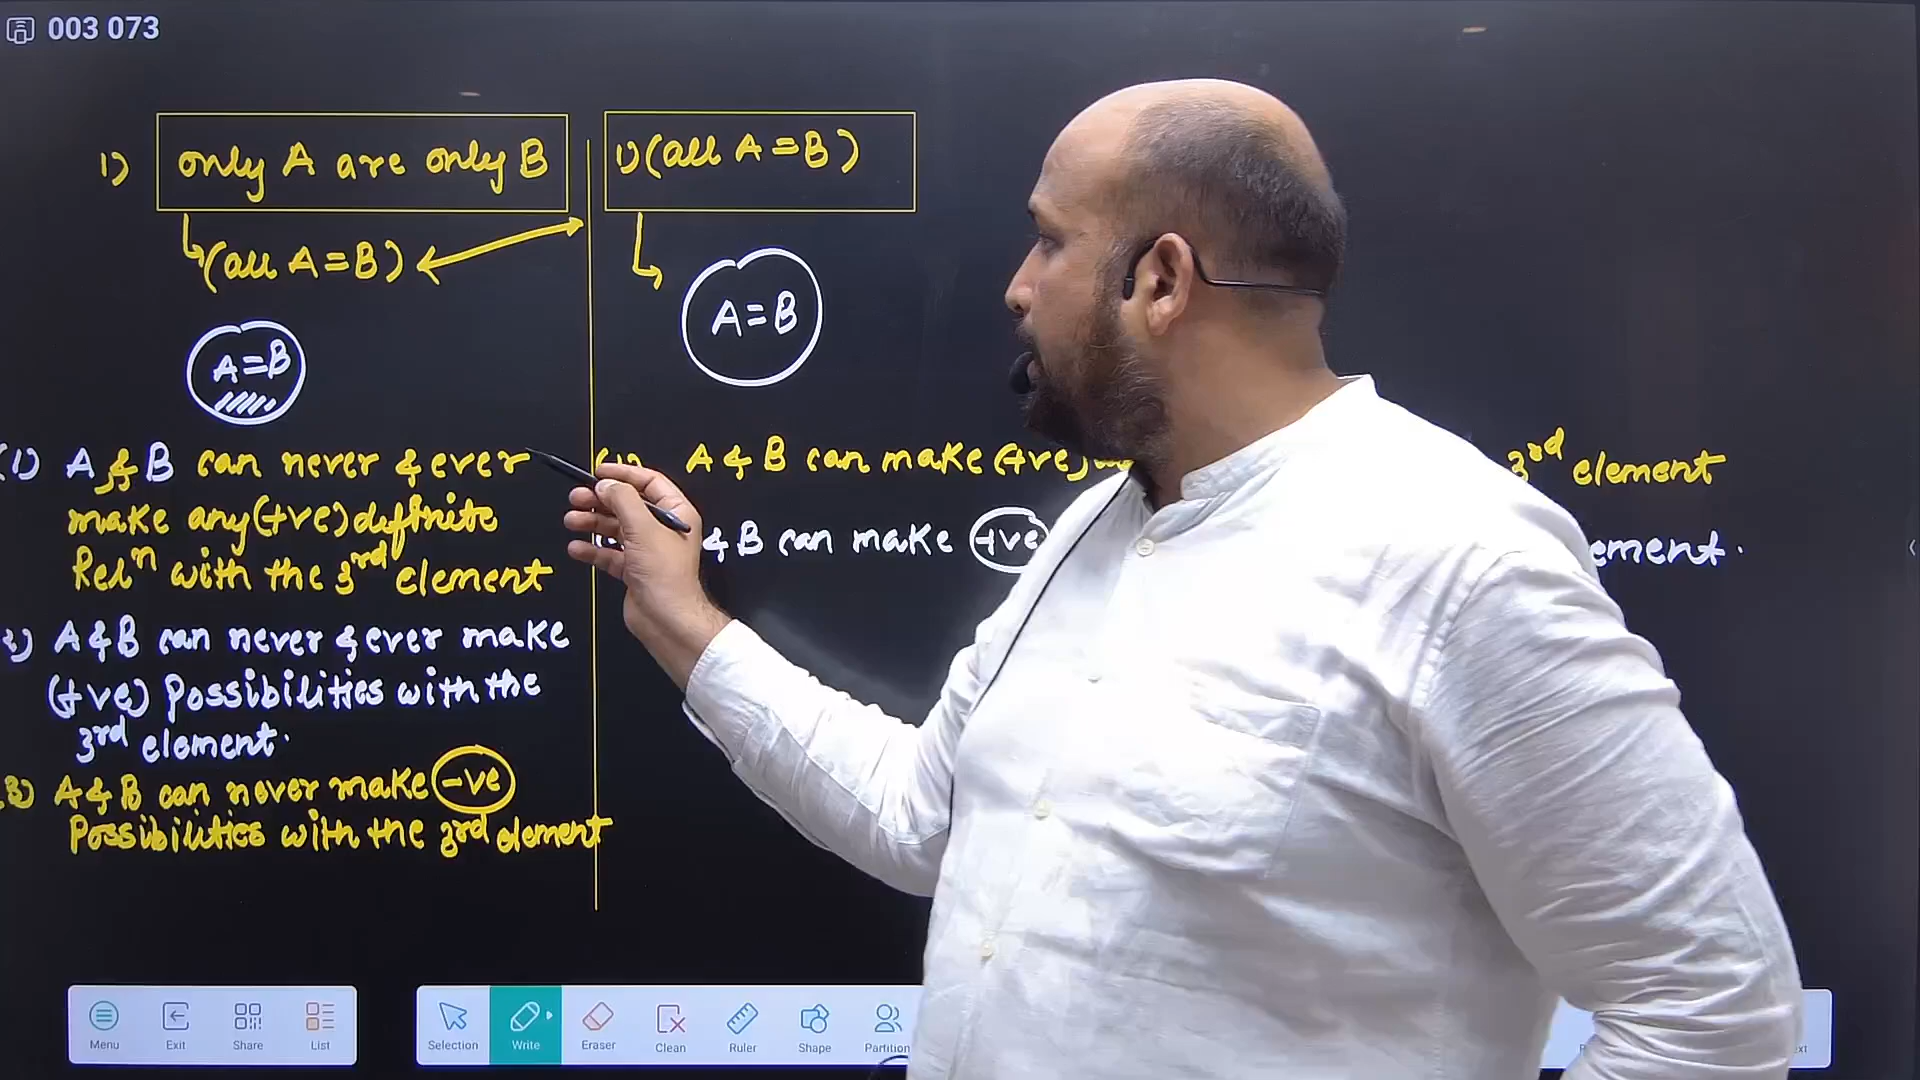 003 073
1) only A are only B
(all A = B)
A = B
(1) A & B can never & ever
make any (+ve) definite
Relⁿ with the 3rd element
A & B can never & ever make
(+ve) Possibilities with the
3rd element.
3) A & B can never make -ve
Possibilities with the 3rd element
1) (all A = B)
A = B
A & B can make (+ve)
3rd element
& B can make +ve
ement.
Menu
Exit
Share
List
Selection
Write
Eraser
Clean
Ruler
Shape
Partition